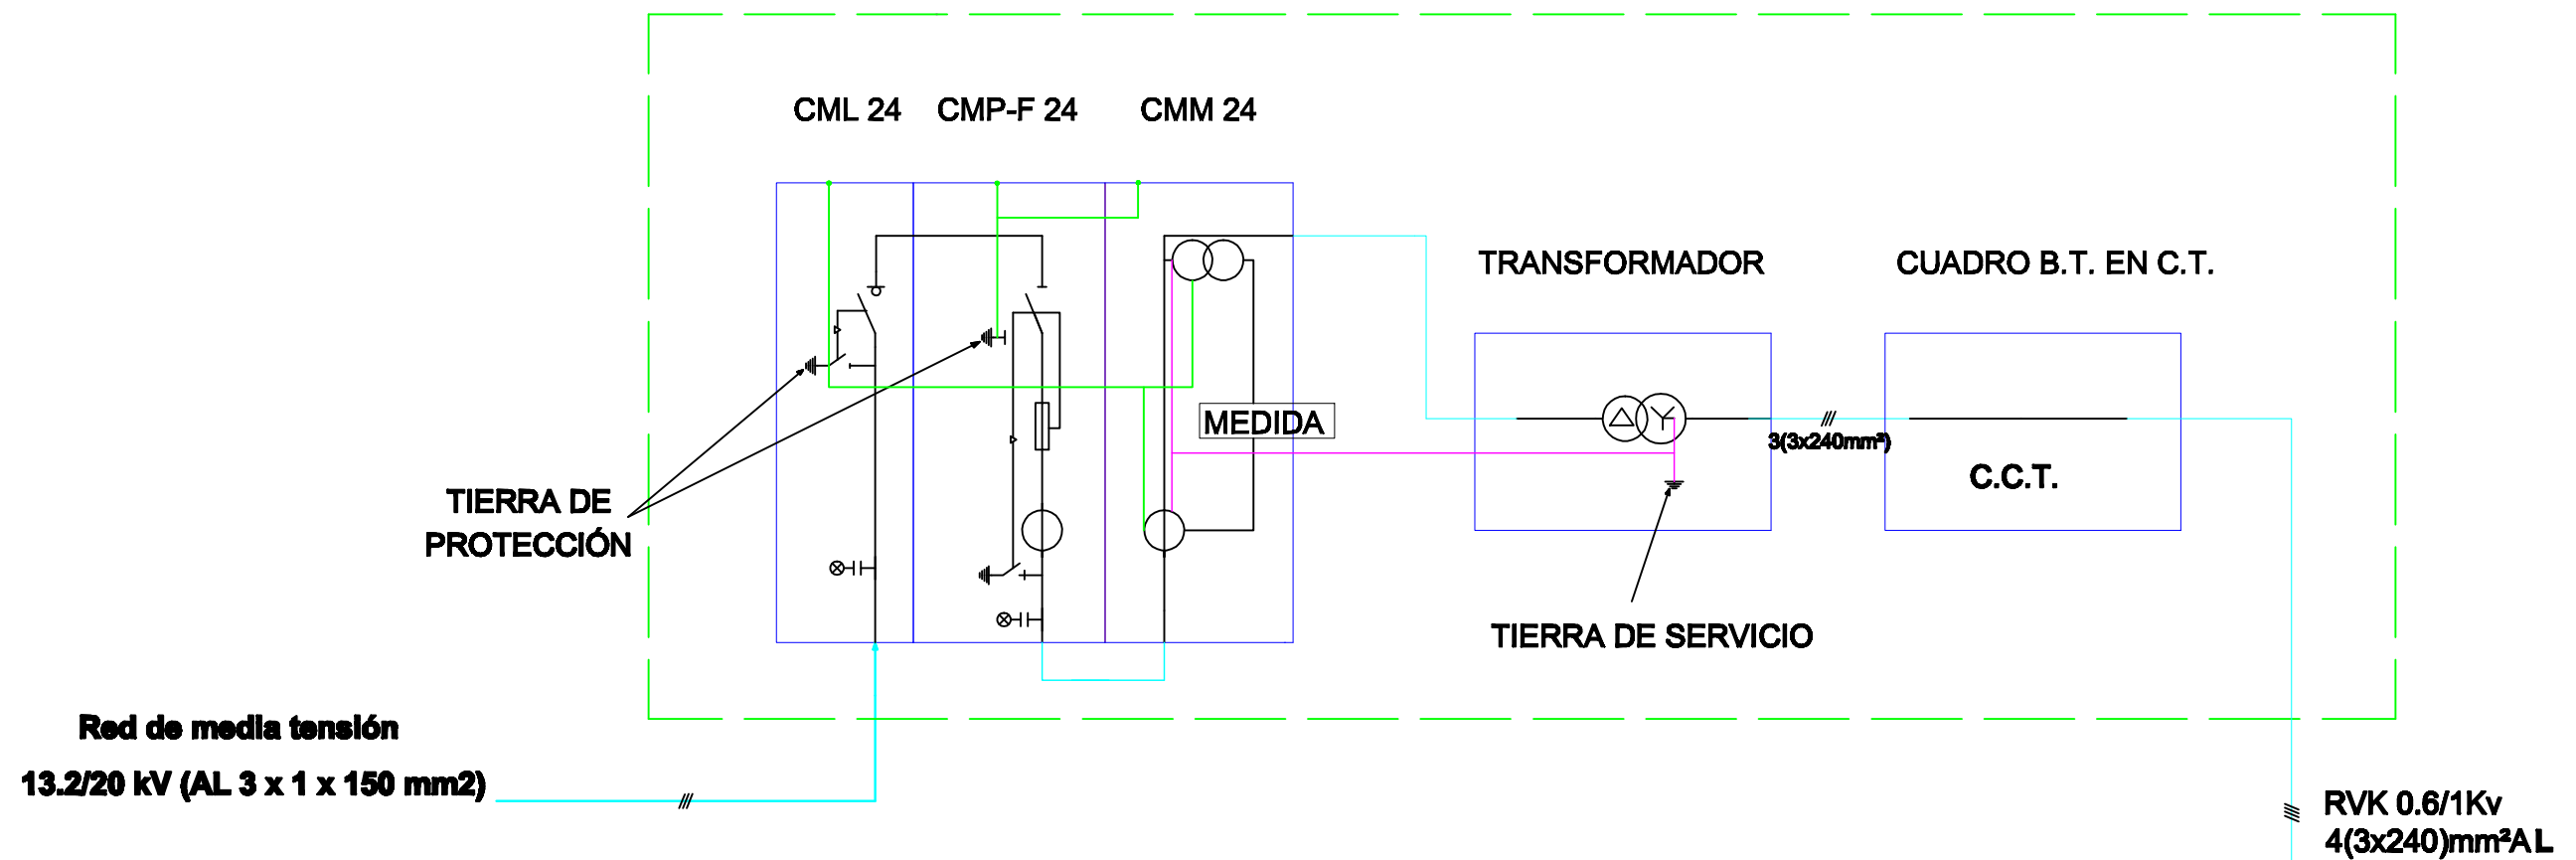 CML 24
CMP-F 24
CMM 24
TRANSFORMADOR
CUADRO B.T. EN C.T.
MEDIDA
3(3x240mm²)
C.C.T.
TIERRA DE
PROTECCIÓN
TIERRA DE SERVICIO
Red de media tensión
13.2/20 kV (AL 3 x 1 x 150 mm2)
RVK 0.6/1Kv
4(3x240)mm²AL